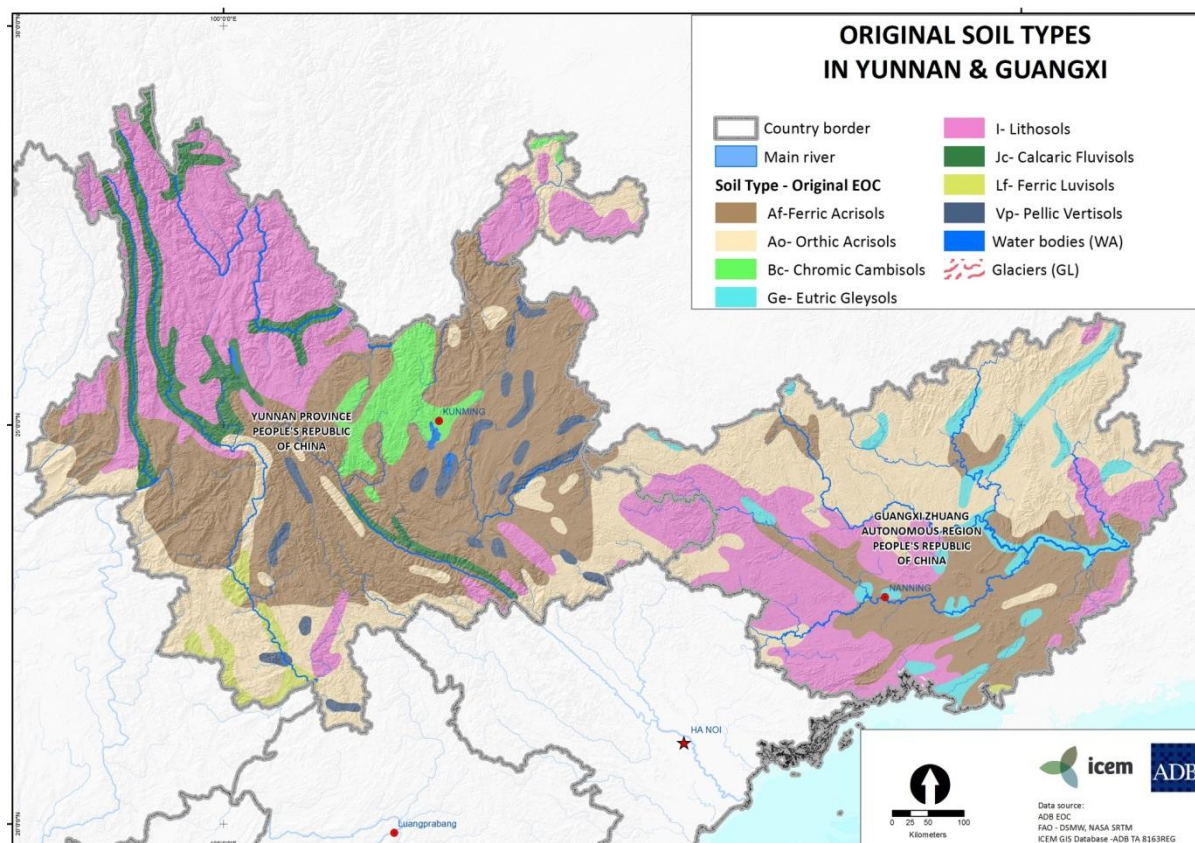 100°0'0"E
ORIGINAL SOIL TYPES
IN YUNNAN & GUANGXI
Country border
Main river
Soil Type - Original EOC
Af-Ferric Acrisols
Ao- Orthic Acrisols
Bc- Chromic Cambisols
Ge- Eutric Gleysols
I- Lithosols
Jc- Calcaric Fluvisols
Lf- Ferric Luvisols
Vp- Pellic Vertisols
Water bodies (WA)
Glaciers (GL)
25°0'0"N
KUNMING
YUNNAN PROVINCE
PEOPLE'S REPUBLIC
OF CHINA
GUANGXI ZHUANG
AUTONOMOUS REGION
PEOPLE'S REPUBLIC
OF CHINA
NANNING
HA NOI
Luangprabang
0 25 50 100
Kilometers
icem
ADB
Data source:
ADB EOC
FAO - DSMW, NASA SRTM
ICEM GIS Database -ADB TA 8163REG